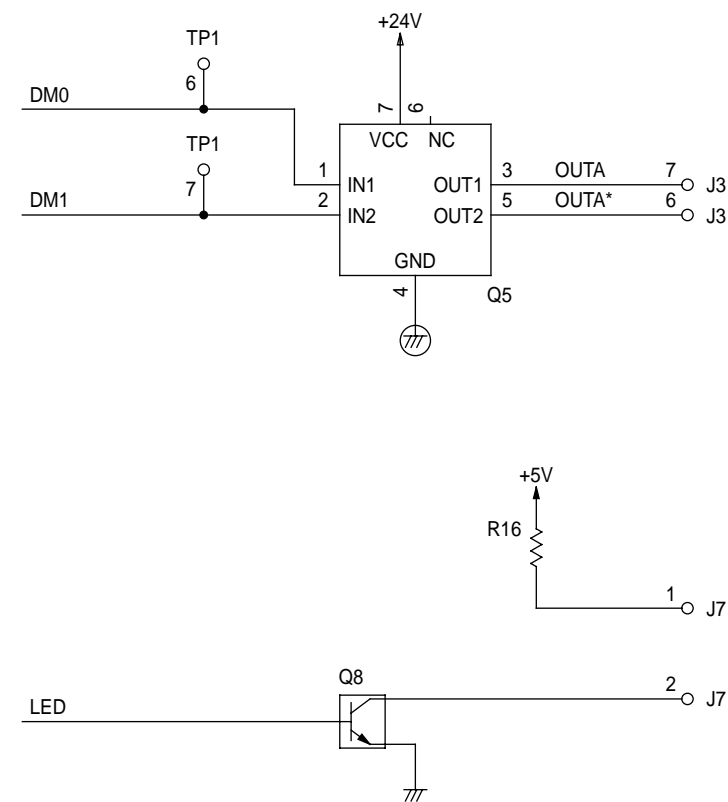 +24V
TP1
6
DM0
7 6
VCC NC
TP1
7
DM1
1 IN1 OUT1 3 OUTA 7 J3
2 IN2 OUT2 5 OUTA* 6 J3
GND
4
Q5
+5V
R16
1 J7
Q8
2 J7
LED